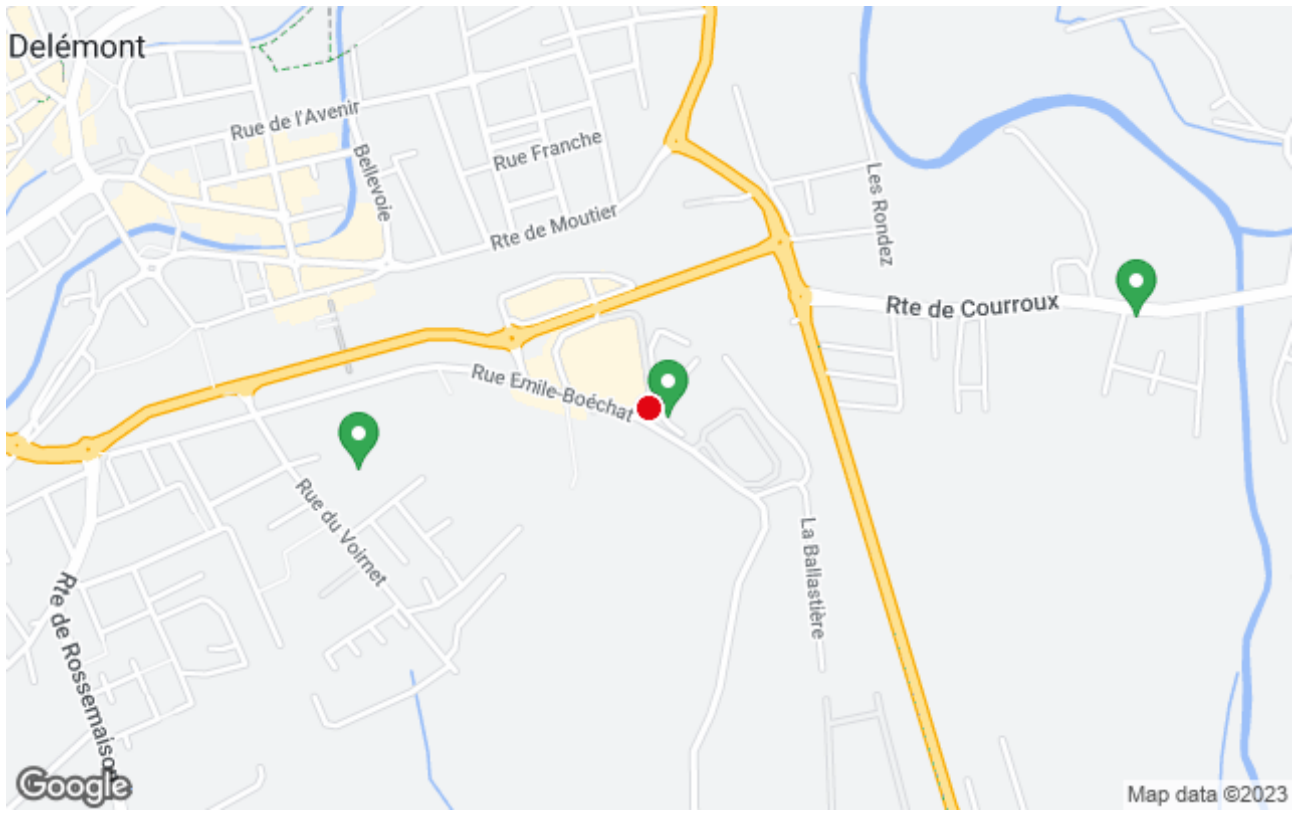 Delémont
Rue de l'Avenir
Bellevoie
Rue Franche
Rte de Moutier
Les Rondez
Rte de Courroux
Rue Emile-Boéchat
Rue du Voirnet
La Ballastière
Rte de Rossemaison
Google
Map data ©2023